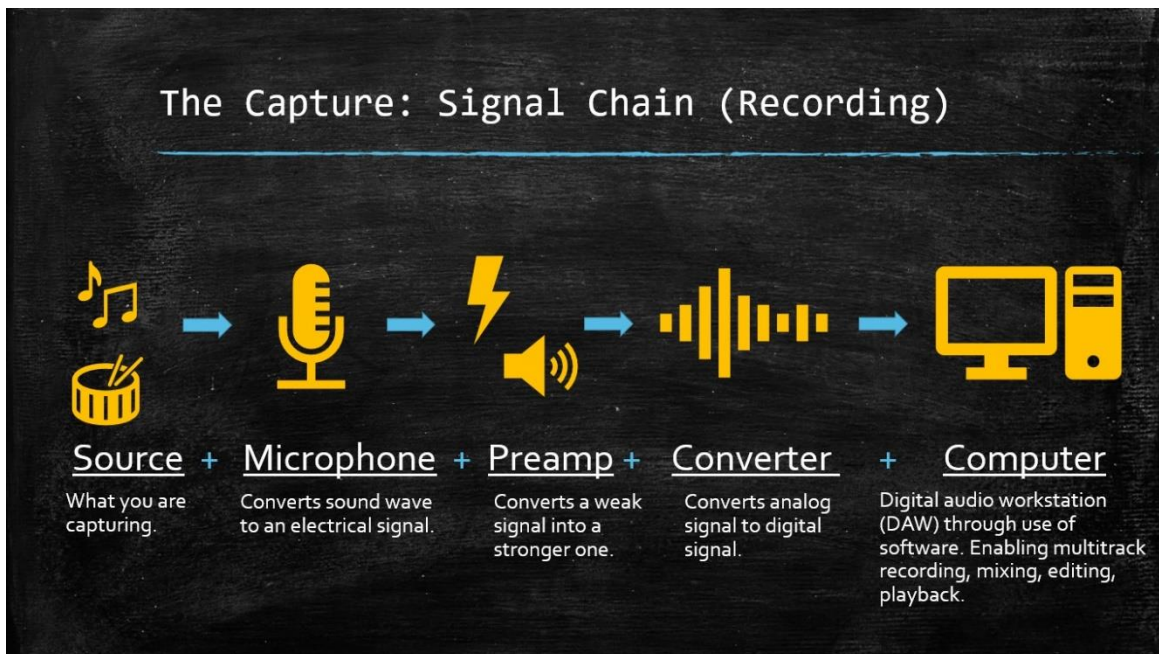 The Capture: Signal Chain (Recording)
Source + Microphone + Preamp + Converter + Computer
What you are
capturing.
Converts sound wave
to an electrical signal.
Converts a weak
signal into a
stronger one.
Converts analog
signal to digital
signal.
Digital audio workstation
(DAW) through use of
software. Enabling multitrack
recording, mixing, editing,
playback.